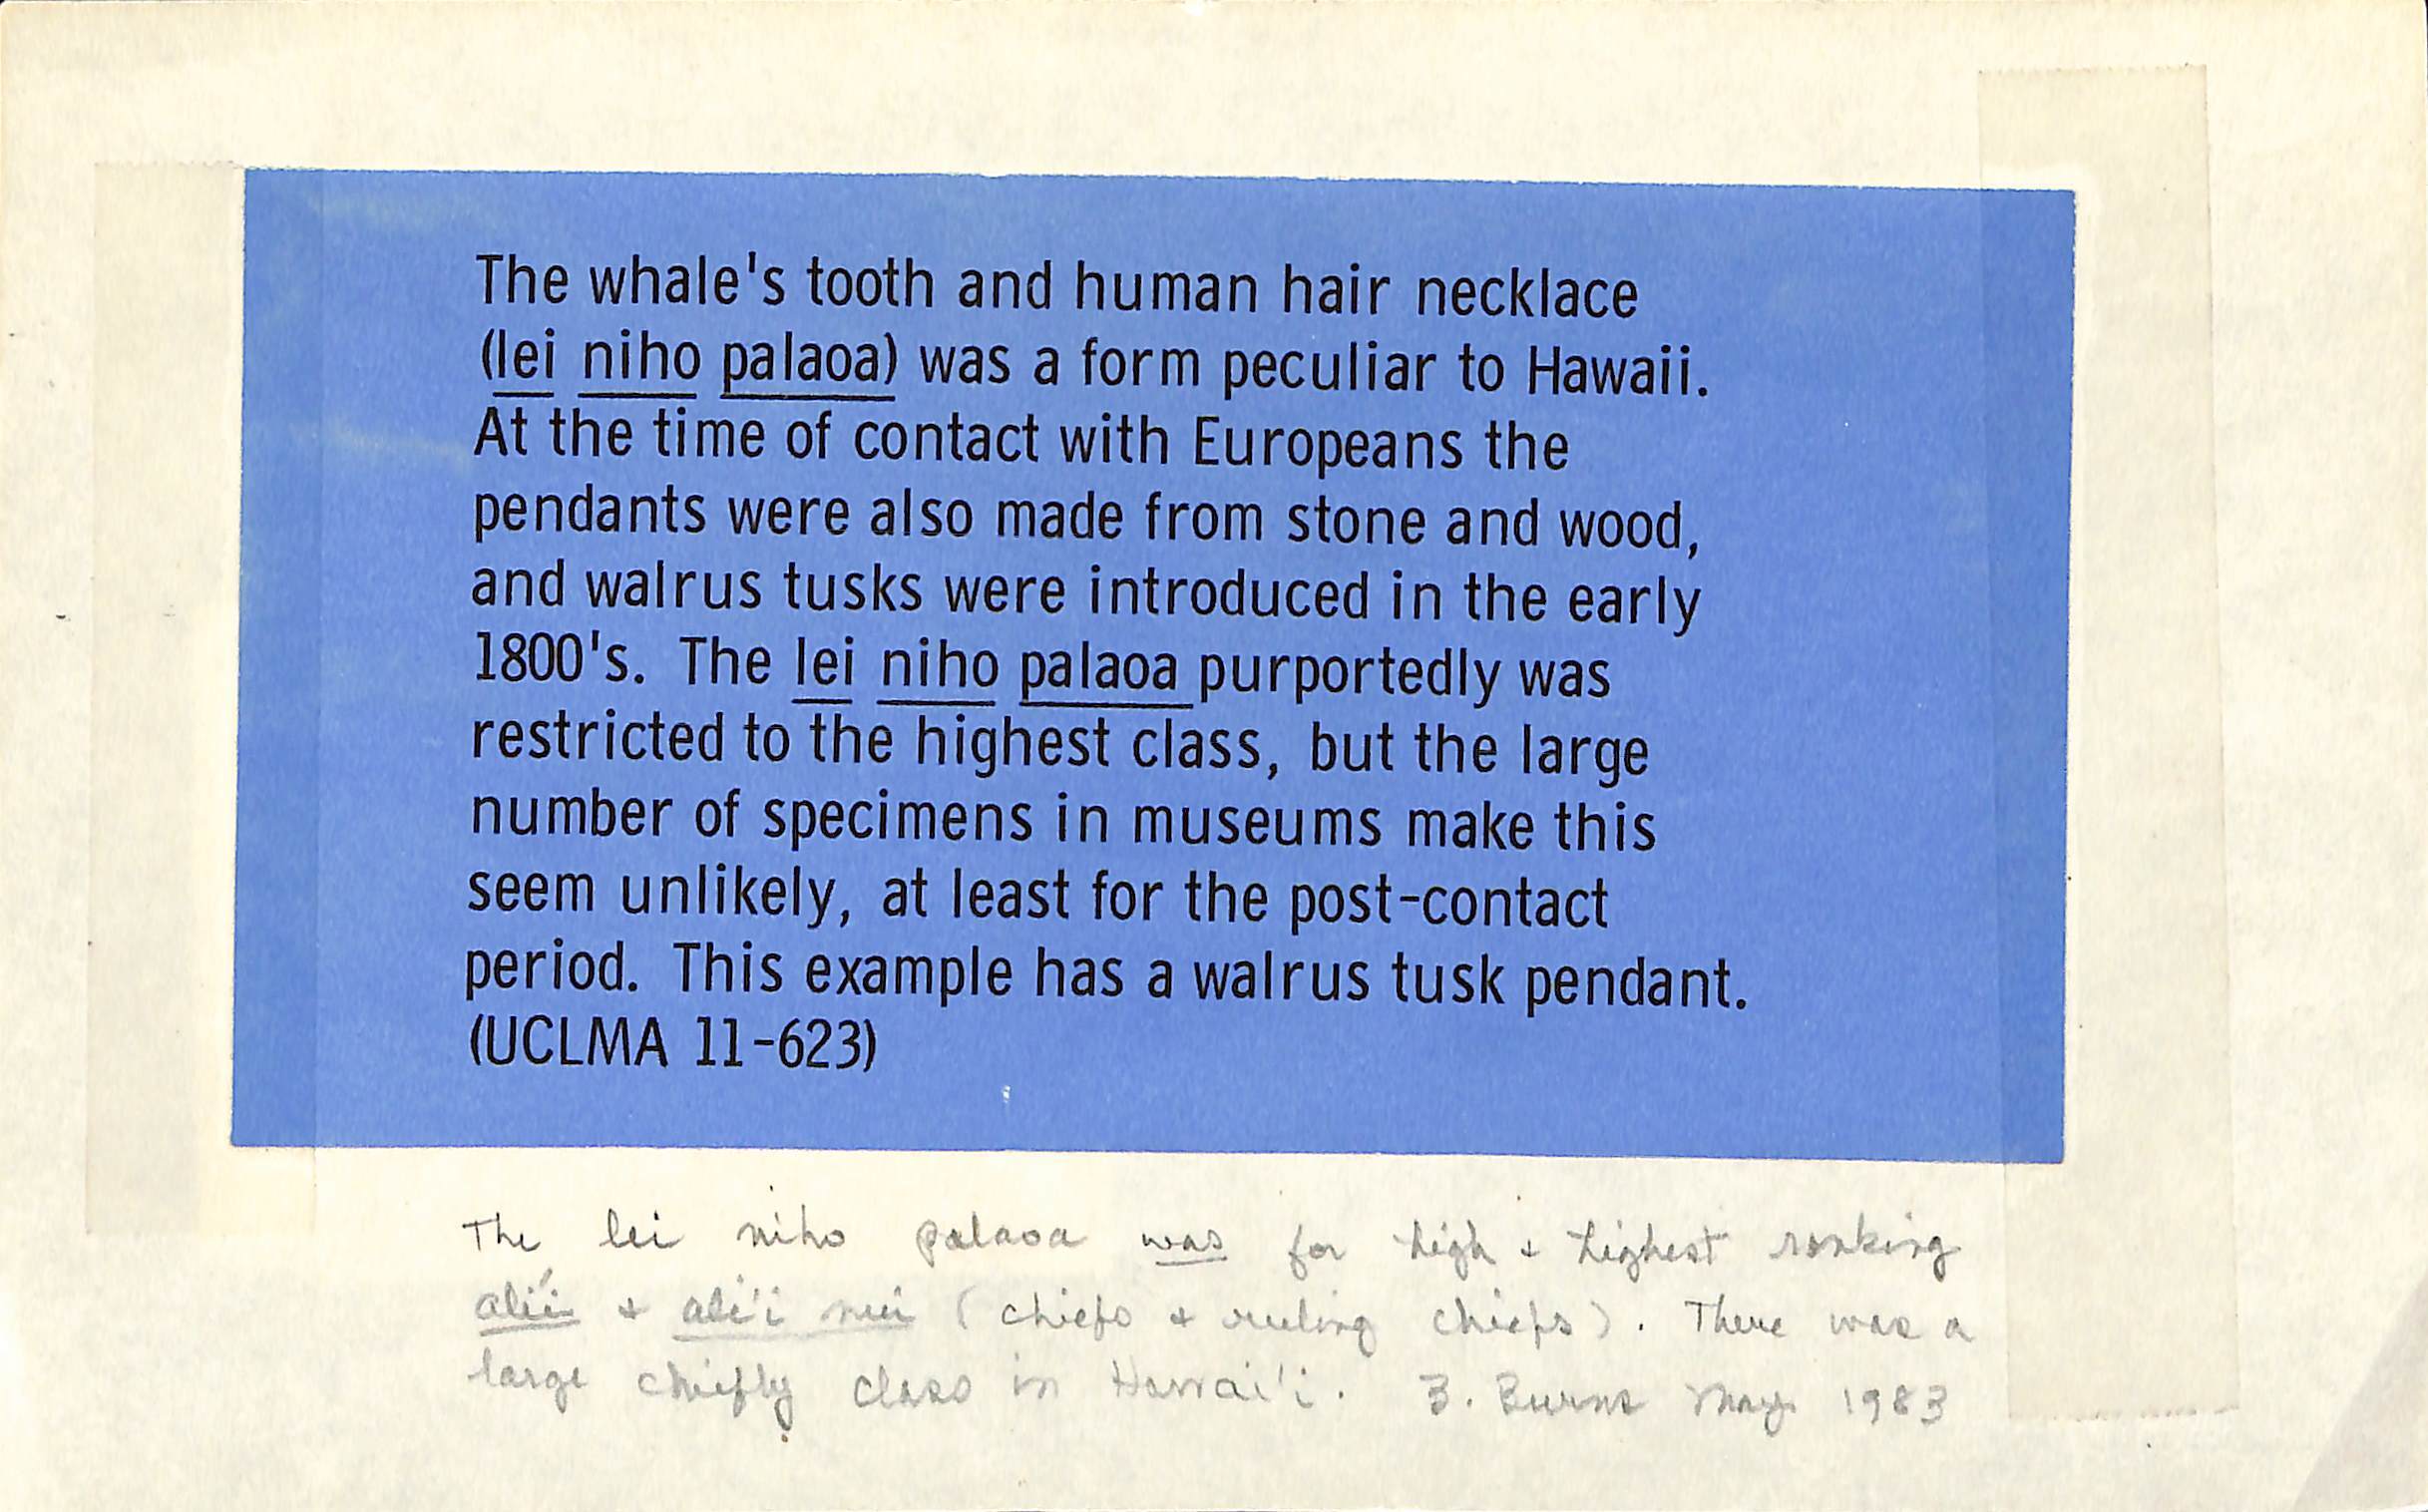 The whale's tooth and human hair necklace
(lei niho palaoa) was a form peculiar to Hawaii.
At the time of contact with Europeans the
pendants were also made from stone and wood,
and walrus tusks were introduced in the early
1800's. The lei niho palaoa purportedly was
restricted to the highest class, but the large
number of specimens in museums make this
seem unlikely, at least for the post-contact
period. This example has a walrus tusk pendant.
(UCLMA 11-623)
The lei niho palaoa was for high + highest ranking
ali'i + ali'i nui (chiefs + ruling chiefs). There was a
large chiefly class in Hawai'i. B. Burns May 1983